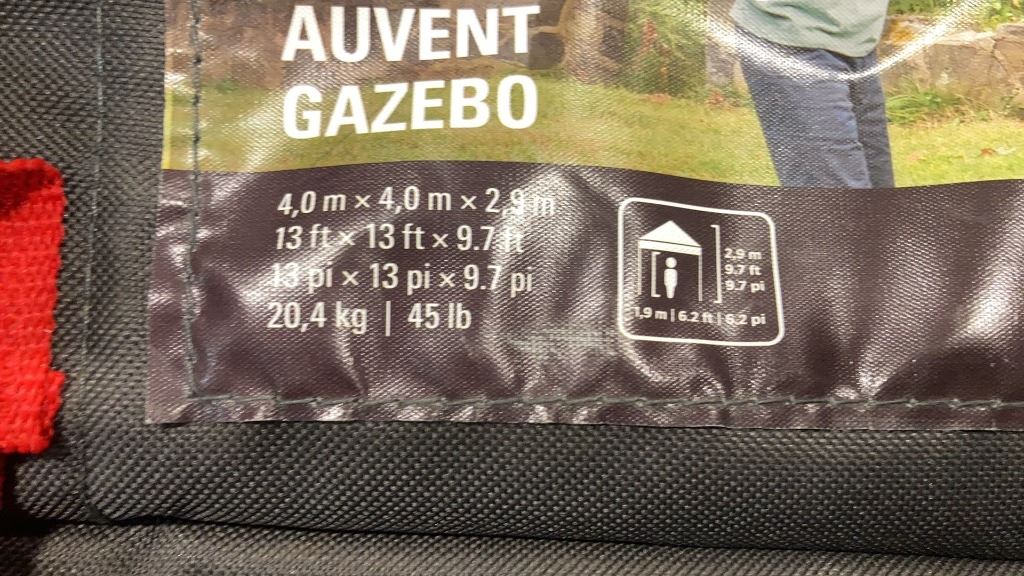 AUVENT
GAZEBO
4,0 m × 4,0 m × 2,9 m
13 ft × 13 ft × 9.7 ft
13 pi × 13 pi × 9.7 pi
20,4 kg | 45 lb
2,9 m
9.7 ft
9.7 pi
1,9 m | 6.2 ft | 6.2 pi